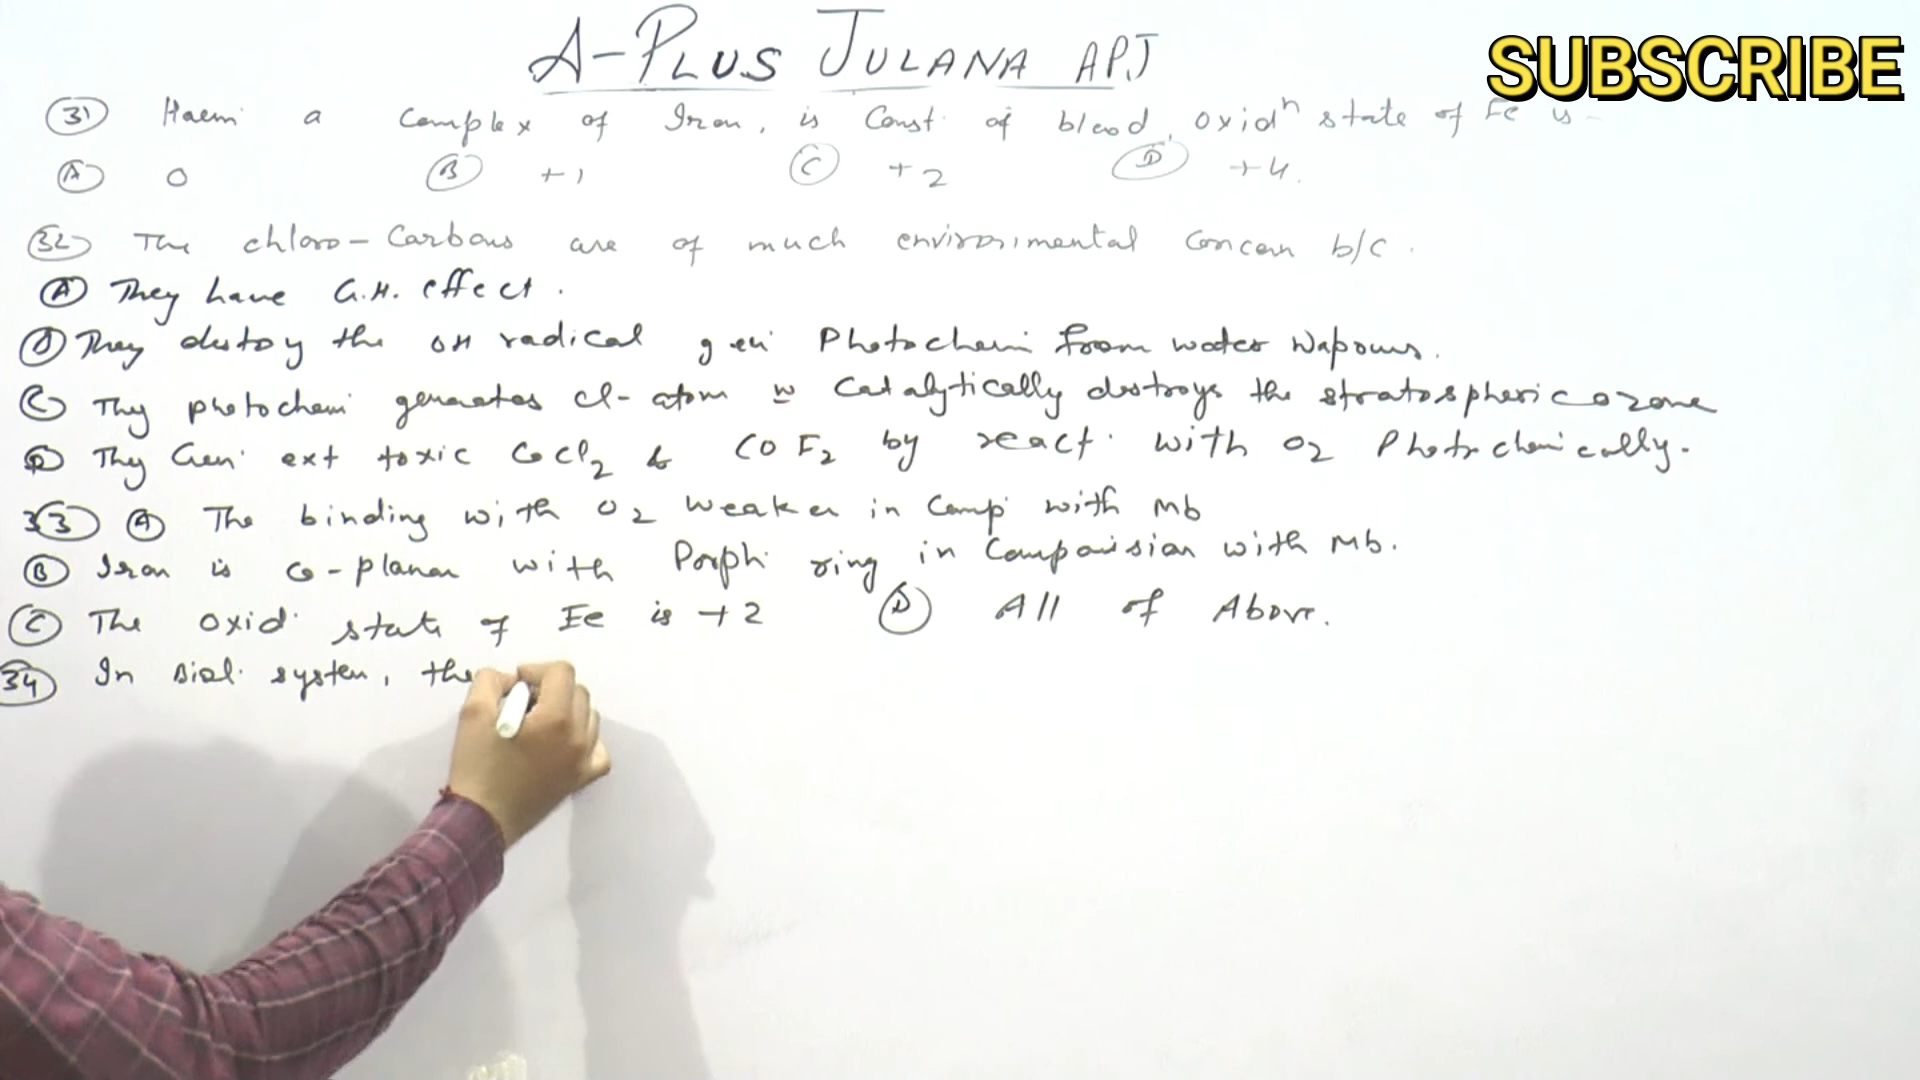 A-PLUS JULANA APJ
SUBSCRIBE
31 Haem a complex of Iron, is Const. of blood, oxidn state of Fe is -
A 0 B +1 C +2 D +4.
32 The chloro-Carbons are of much environimental Concern b/c.
A They have G.H. effect.
They destoy the OH radical gen Photochem from water Wapours.
C Thy photochem generates Cl-atom w Catalytically destroys the stratospheric ozone
D Thy Gen ext toxic CoCl2 & COF2 by react. with O2 Photochemically.
33 A The binding with O2 weaker in Comp with Mb
B Iron is co-planar with Porph ring in Comparision with Mb.
C The oxid. state of Fe is +2 D All of Above.
34 In Biol. system, the